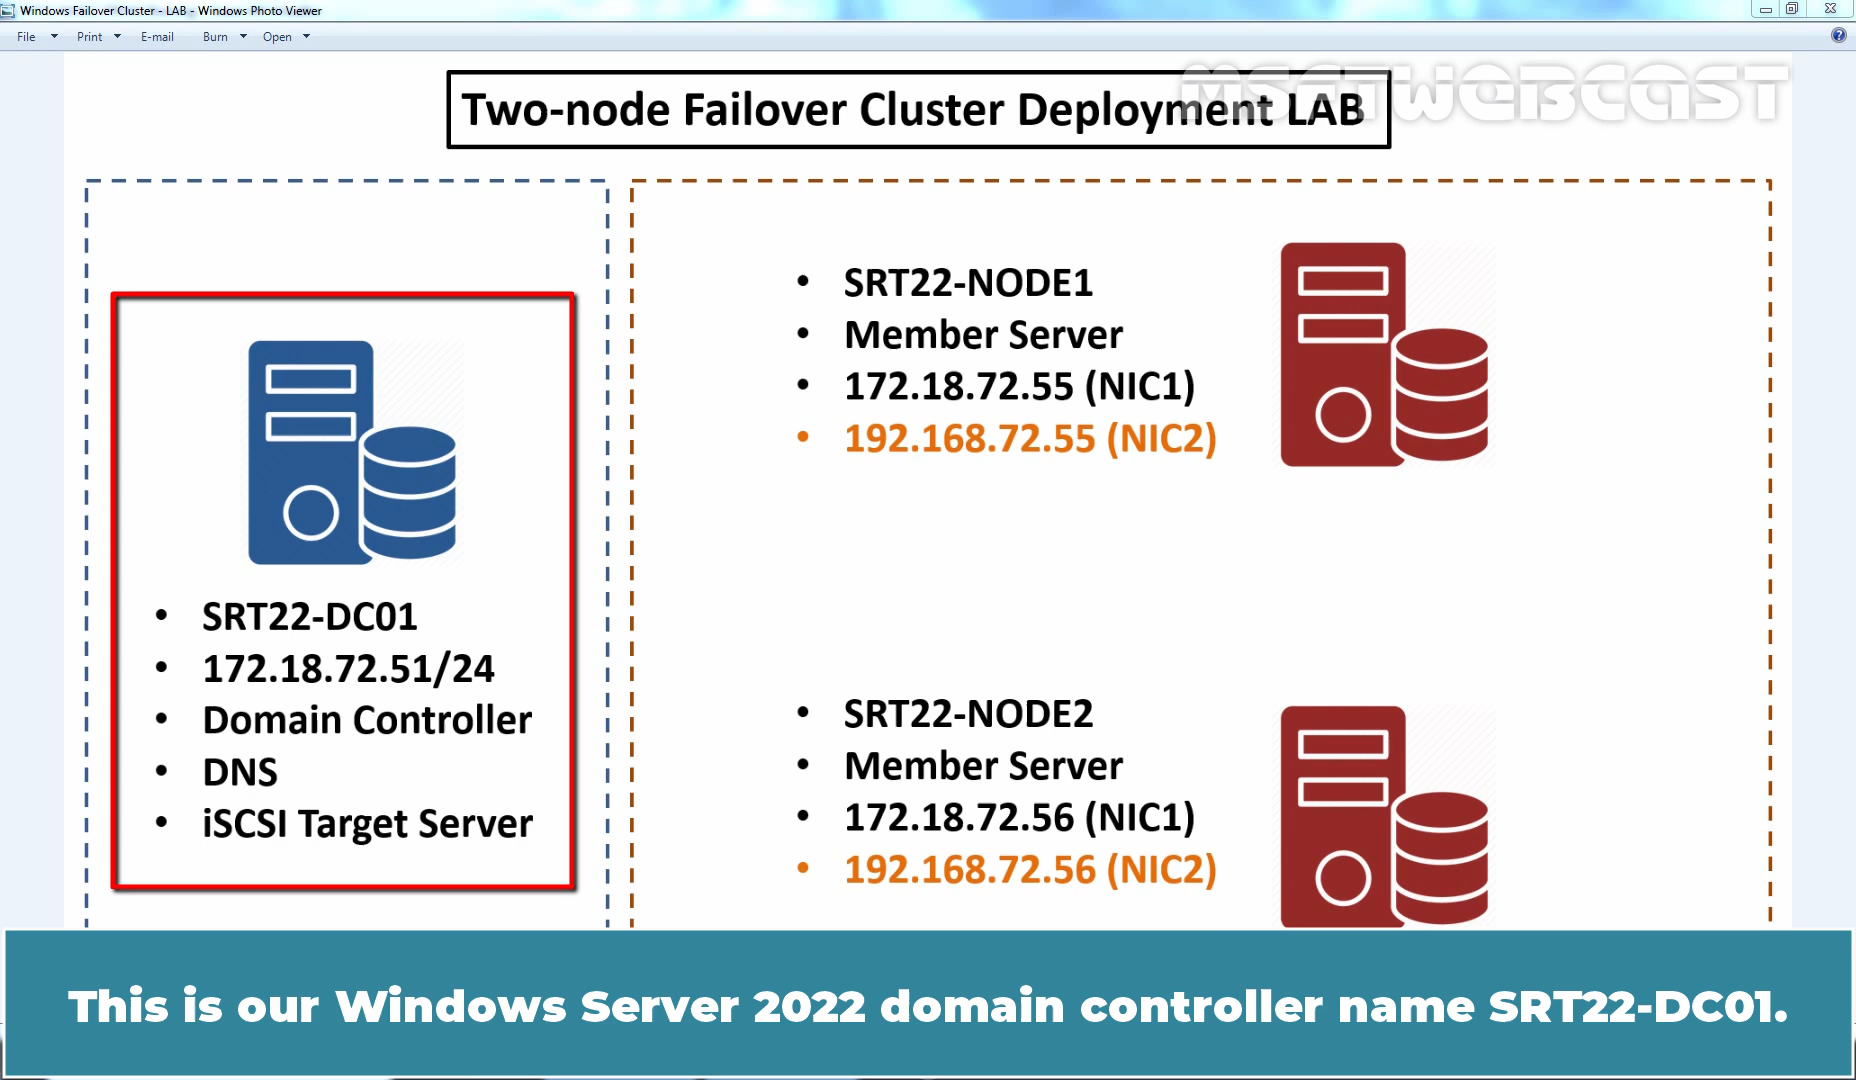 Windows Failover Cluster - LAB - Windows Photo Viewer
File Print E-mail Burn Open
MSFTWEBCAST
Two-node Failover Cluster Deployment LAB
• SRT22-DC01
• 172.18.72.51/24
• Domain Controller
• DNS
• iSCSI Target Server
• SRT22-NODE1
• Member Server
• 172.18.72.55 (NIC1)
• 192.168.72.55 (NIC2)
• SRT22-NODE2
• Member Server
• 172.18.72.56 (NIC1)
• 192.168.72.56 (NIC2)
This is our Windows Server 2022 domain controller name SRT22-DC01.